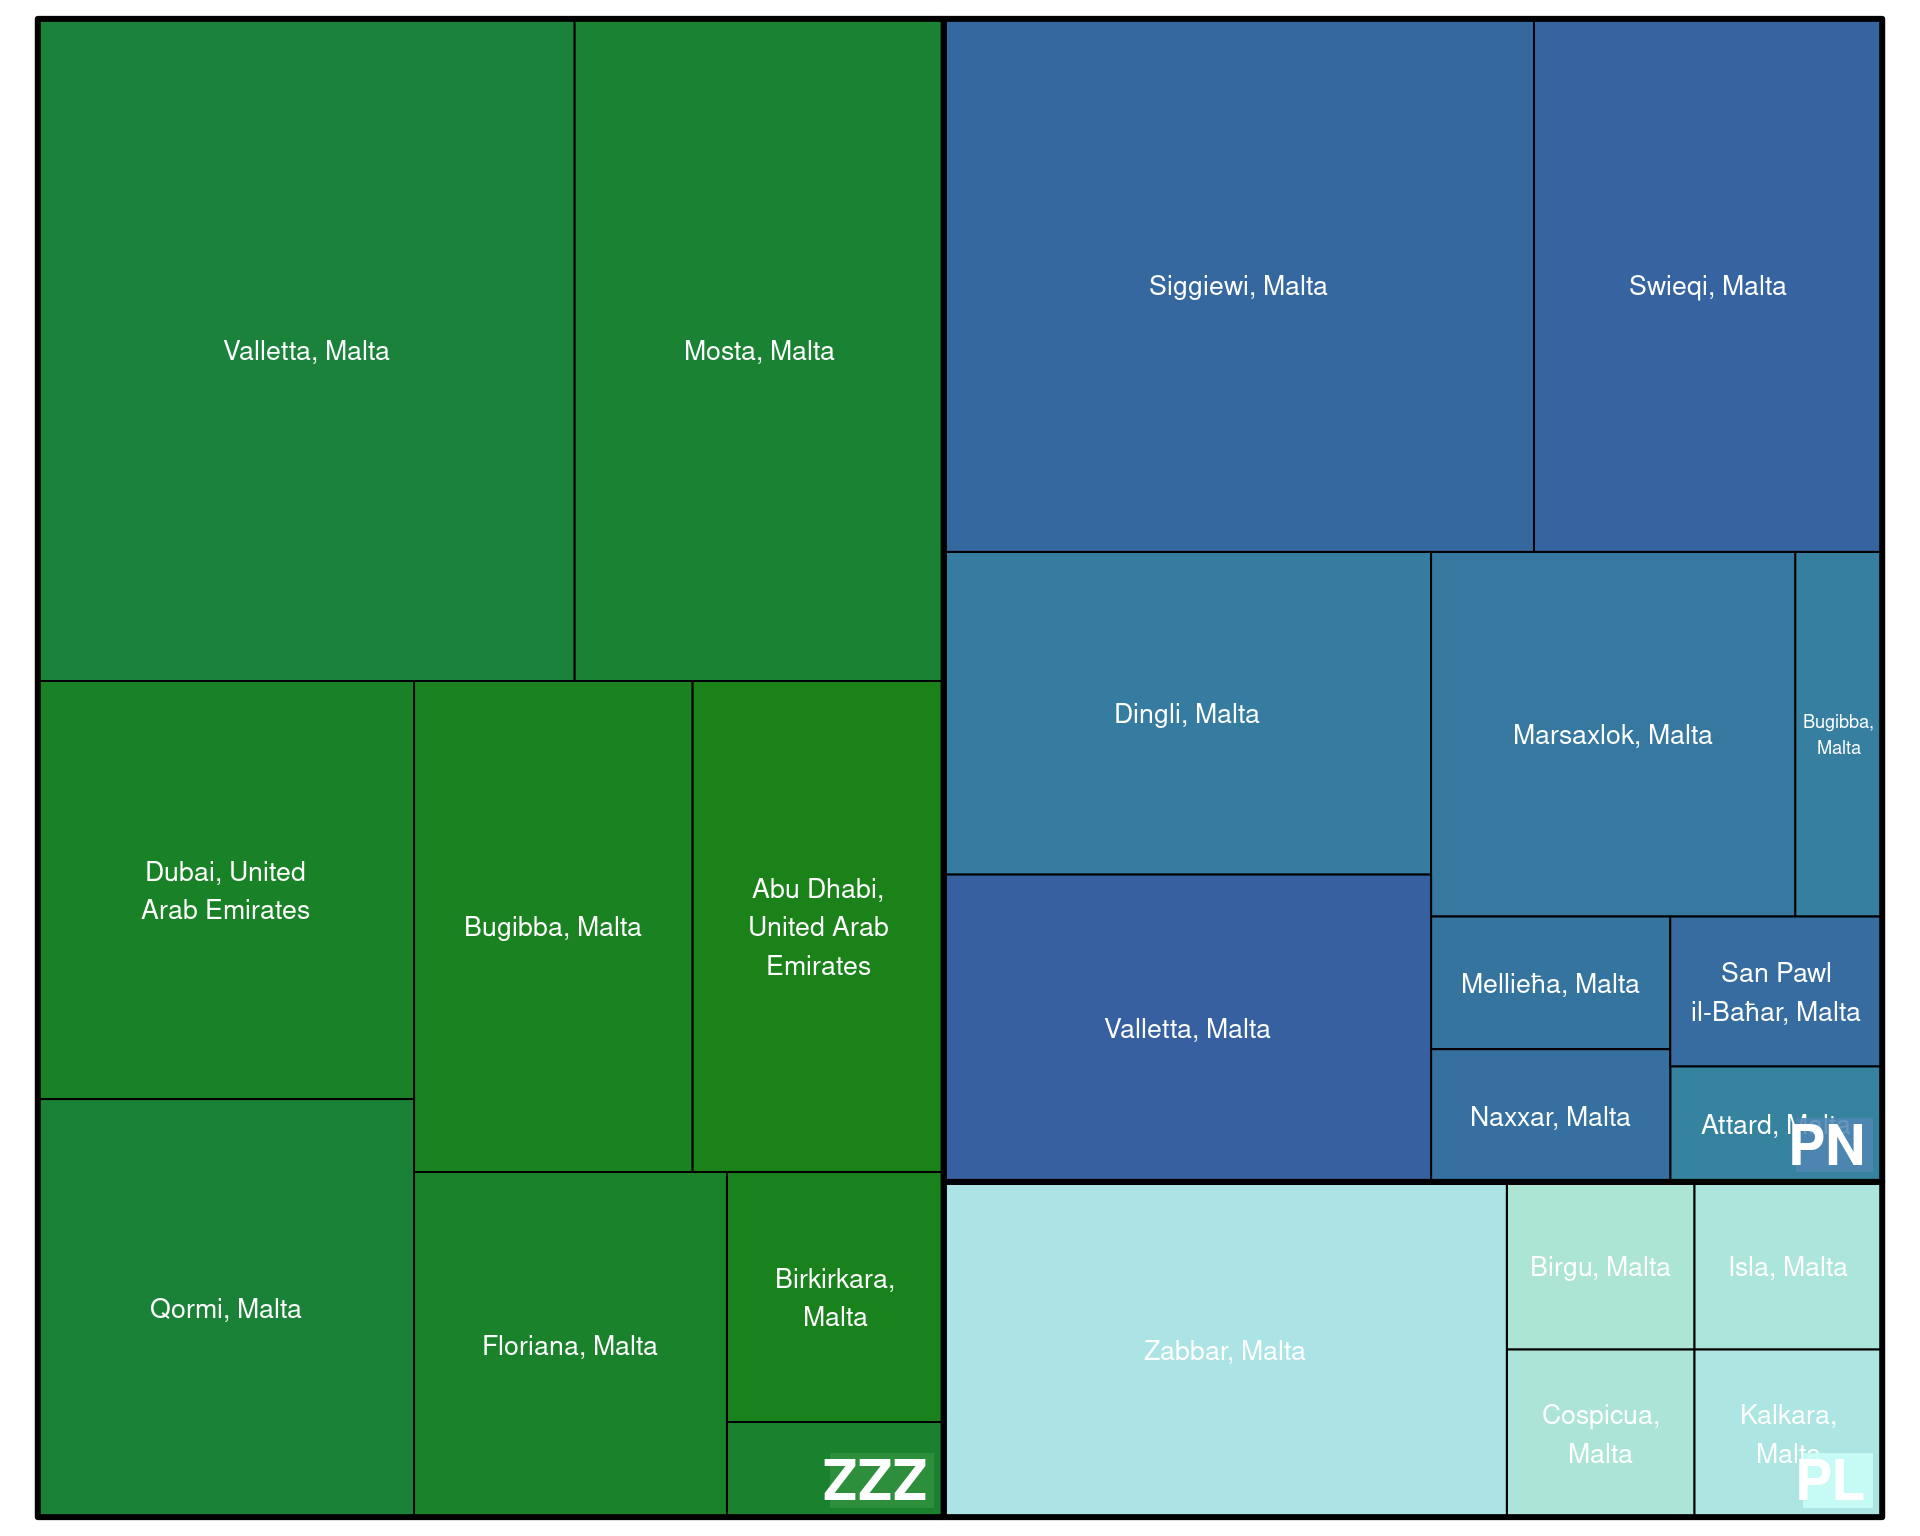 Valletta, Malta
Mosta, Malta
Dubai, United
Arab Emirates
Bugibba, Malta
Abu Dhabi,
United Arab
Emirates
Qormi, Malta
Floriana, Malta
Birkirkara,
Malta
ZZZ
Siggiewi, Malta
Swieqi, Malta
Dingli, Malta
Marsaxlok, Malta
Bugibba,
Malta
Valletta, Malta
Mellieħa, Malta
San Pawl
il-Baħar, Malta
Naxxar, Malta
Attard, Malta
PN
Zabbar, Malta
Birgu, Malta
Isla, Malta
Cospicua,
Malta
Kalkara,
Malta
PL